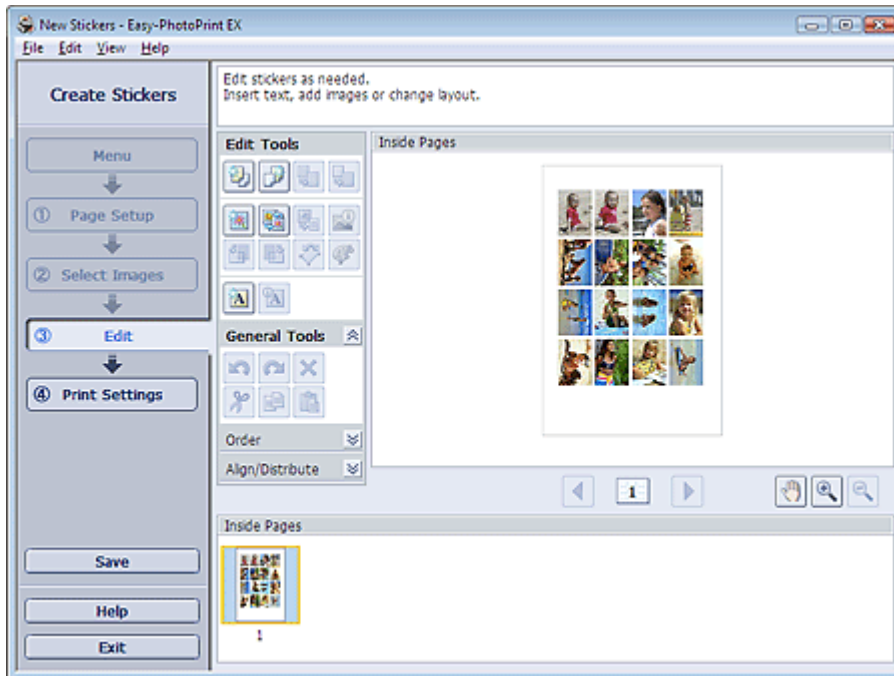 New Stickers - Easy-PhotoPrint EX
File Edit View Help
Create Stickers
Menu
① Page Setup
② Select Images
③ Edit
④ Print Settings
Save
Help
Exit
Edit stickers as needed.
Insert text, add images or change layout.
Edit Tools
A A
General Tools
Order
Align/Distribute
Inside Pages
1
Inside Pages
1